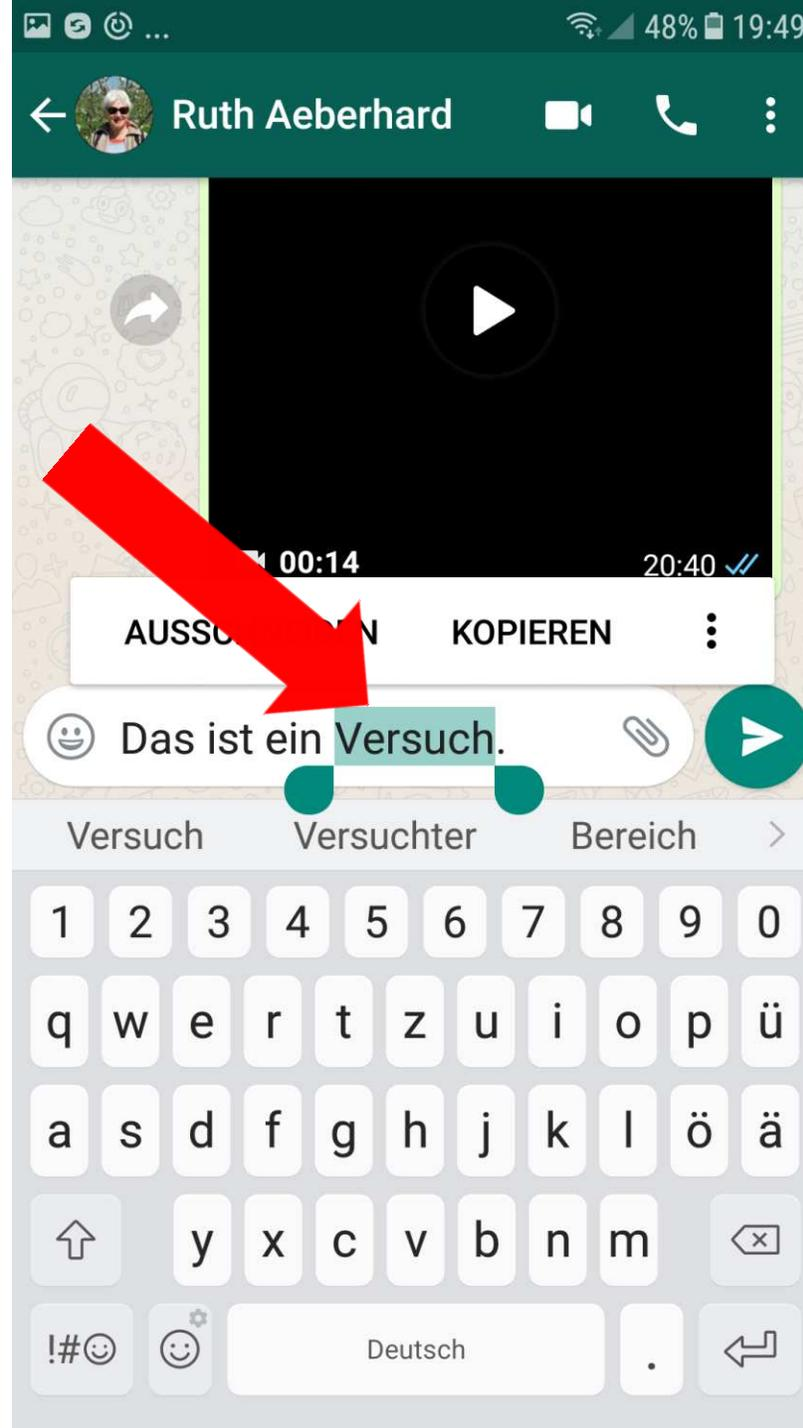 ... 48% 19:49
Ruth Aeberhard
00:14 20:40
KOPIEREN
Das ist ein Versuch.
Versuch Versuchter Bereich
1 2 3 4 5 6 7 8 9 0
q w e r t z u i o p ü
a s d f g h j k l ö ä
y x c v b n m
!#☺ Deutsch .